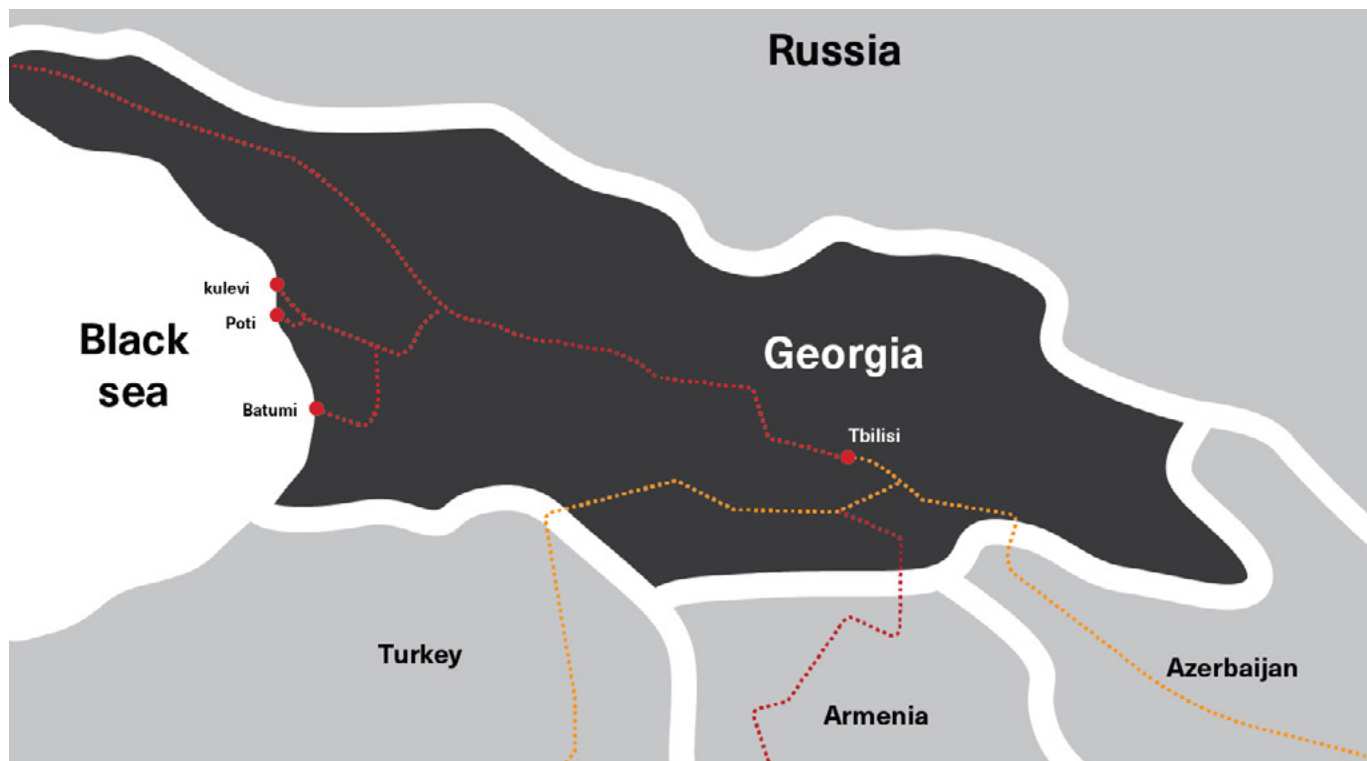 Russia
kulevi
Poti
Black
sea
Georgia
Batumi
Tbilisi
Turkey
Azerbaijan
Armenia